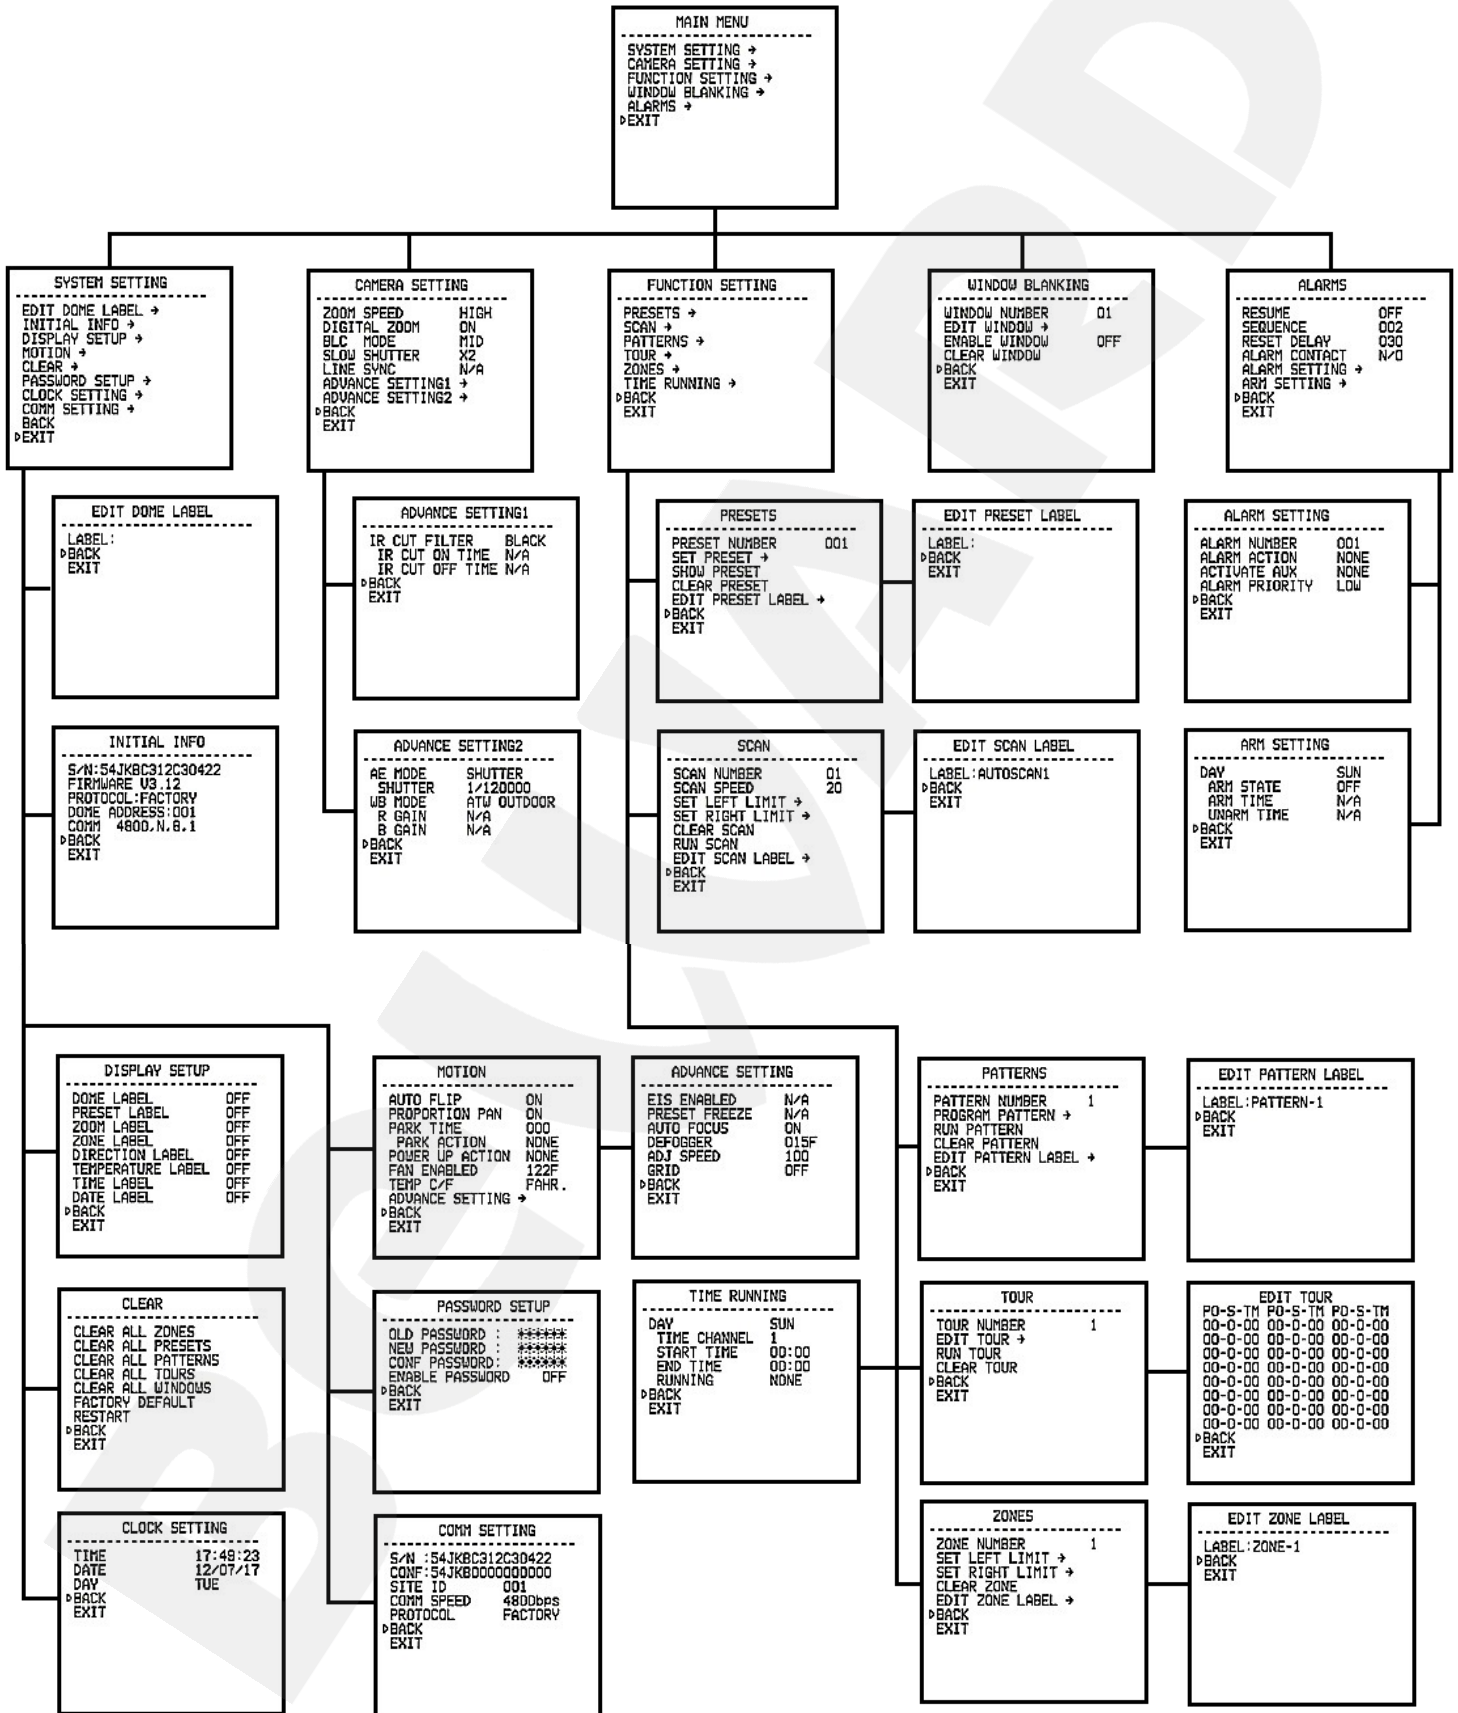 MAIN MENU
SYSTEM SETTING →
CAMERA SETTING →
FUNCTION SETTING →
WINDOW BLANKING →
ALARMS →
EXIT
SYSTEM SETTING
EDIT DOME LABEL →
INITIAL INFO →
DISPLAY SETUP →
MOTION →
CLEAR →
PASSWORD SETUP →
CLOCK SETTING →
COMM SETTING →
BACK
EXIT
CAMERA SETTING
ZOOM SPEED HIGH
DIGITAL ZOOM ON
BLC MODE MID
SLOW SHUTTER X2
LINE SYNC N/A
ADVANCE SETTING1 →
ADVANCE SETTING2 →
BACK
EXIT
FUNCTION SETTING
PRESETS →
SCAN →
PATTERNS →
TOUR →
ZONES →
TIME RUNNING →
BACK
EXIT
WINDOW BLANKING
WINDOW NUMBER 01
EDIT WINDOW →
ENABLE WINDOW OFF
CLEAR WINDOW
BACK
EXIT
ALARMS
RESUME OFF
SEQUENCE 002
RESET DELAY 030
ALARM CONTACT N/O
ALARM SETTING →
ARM SETTING →
BACK
EXIT
EDIT DOME LABEL
LABEL:
BACK
EXIT
ADVANCE SETTING1
IR CUT FILTER BLACK
IR CUT ON TIME N/A
IR CUT OFF TIME N/A
BACK
EXIT
PRESETS
PRESET NUMBER 001
SET PRESET →
SHOW PRESET
CLEAR PRESET
EDIT PRESET LABEL →
BACK
EXIT
EDIT PRESET LABEL
LABEL:
BACK
EXIT
ALARM SETTING
ALARM NUMBER 001
ALARM ACTION NONE
ACTIVATE AUX NONE
ALARM PRIORITY LOW
BACK
EXIT
INITIAL INFO
S/N:54JKBC312C30422
FIRMWARE V3.12
PROTOCOL:FACTORY
DOME ADDRESS:001
COMM 4800,N,8,1
BACK
EXIT
ADVANCE SETTING2
AE MODE SHUTTER
SHUTTER 1/120000
WB MODE ATW OUTDOOR
R GAIN N/A
B GAIN N/A
BACK
EXIT
SCAN
SCAN NUMBER 01
SCAN SPEED 20
SET LEFT LIMIT →
SET RIGHT LIMIT →
CLEAR SCAN
RUN SCAN
EDIT SCAN LABEL →
BACK
EXIT
EDIT SCAN LABEL
LABEL:AUTOSCAN1
BACK
EXIT
ARM SETTING
DAY SUN
ARM STATE OFF
ARM TIME N/A
UNARM TIME N/A
BACK
EXIT
DISPLAY SETUP
DOME LABEL OFF
PRESET LABEL OFF
ZOOM LABEL OFF
ZONE LABEL OFF
DIRECTION LABEL OFF
TEMPERATURE LABEL OFF
TIME LABEL OFF
DATE LABEL OFF
BACK
EXIT
MOTION
AUTO FLIP ON
PROPORTION PAN ON
PARK TIME 000
PARK ACTION NONE
POWER UP ACTION NONE
FAN ENABLED 122F
TEMP C/F FAHR.
ADVANCE SETTING →
BACK
EXIT
ADVANCE SETTING
EIS ENABLED N/A
PRESET FREEZE N/A
AUTO FOCUS ON
DEFOGGER 015F
ADJ SPEED 100
GRID OFF
BACK
EXIT
PATTERNS
PATTERN NUMBER 1
PROGRAM PATTERN →
RUN PATTERN
CLEAR PATTERN
EDIT PATTERN LABEL →
BACK
EXIT
EDIT PATTERN LABEL
LABEL:PATTERN-1
BACK
EXIT
CLEAR
CLEAR ALL ZONES
CLEAR ALL PRESETS
CLEAR ALL PATTERNS
CLEAR ALL TOURS
CLEAR ALL WINDOWS
FACTORY DEFAULT
RESTART
BACK
EXIT
PASSWORD SETUP
OLD PASSWORD : ******
NEW PASSWORD : ******
CONF PASSWORD: ******
ENABLE PASSWORD OFF
BACK
EXIT
TIME RUNNING
DAY SUN
TIME CHANNEL 1
START TIME 00:00
END TIME 00:00
RUNNING NONE
BACK
EXIT
TOUR
TOUR NUMBER 1
EDIT TOUR →
RUN TOUR
CLEAR TOUR
BACK
EXIT
EDIT TOUR
PO-S-TM PO-S-TM PO-S-TM
00-0-00 00-0-00 00-0-00
00-0-00 00-0-00 00-0-00
00-0-00 00-0-00 00-0-00
00-0-00 00-0-00 00-0-00
00-0-00 00-0-00 00-0-00
00-0-00 00-0-00 00-0-00
00-0-00 00-0-00 00-0-00
00-0-00 00-0-00 00-0-00
BACK
EXIT
CLOCK SETTING
TIME 17:49:23
DATE 12/07/17
DAY TUE
BACK
EXIT
COMM SETTING
S/N :54JKBC312C30422
CONF:54JKB0000000000
SITE ID 001
COMM SPEED 4800bps
PROTOCOL FACTORY
BACK
EXIT
ZONES
ZONE NUMBER 1
SET LEFT LIMIT →
SET RIGHT LIMIT →
CLEAR ZONE
EDIT ZONE LABEL →
BACK
EXIT
EDIT ZONE LABEL
LABEL:ZONE-1
BACK
EXIT
BEWARD